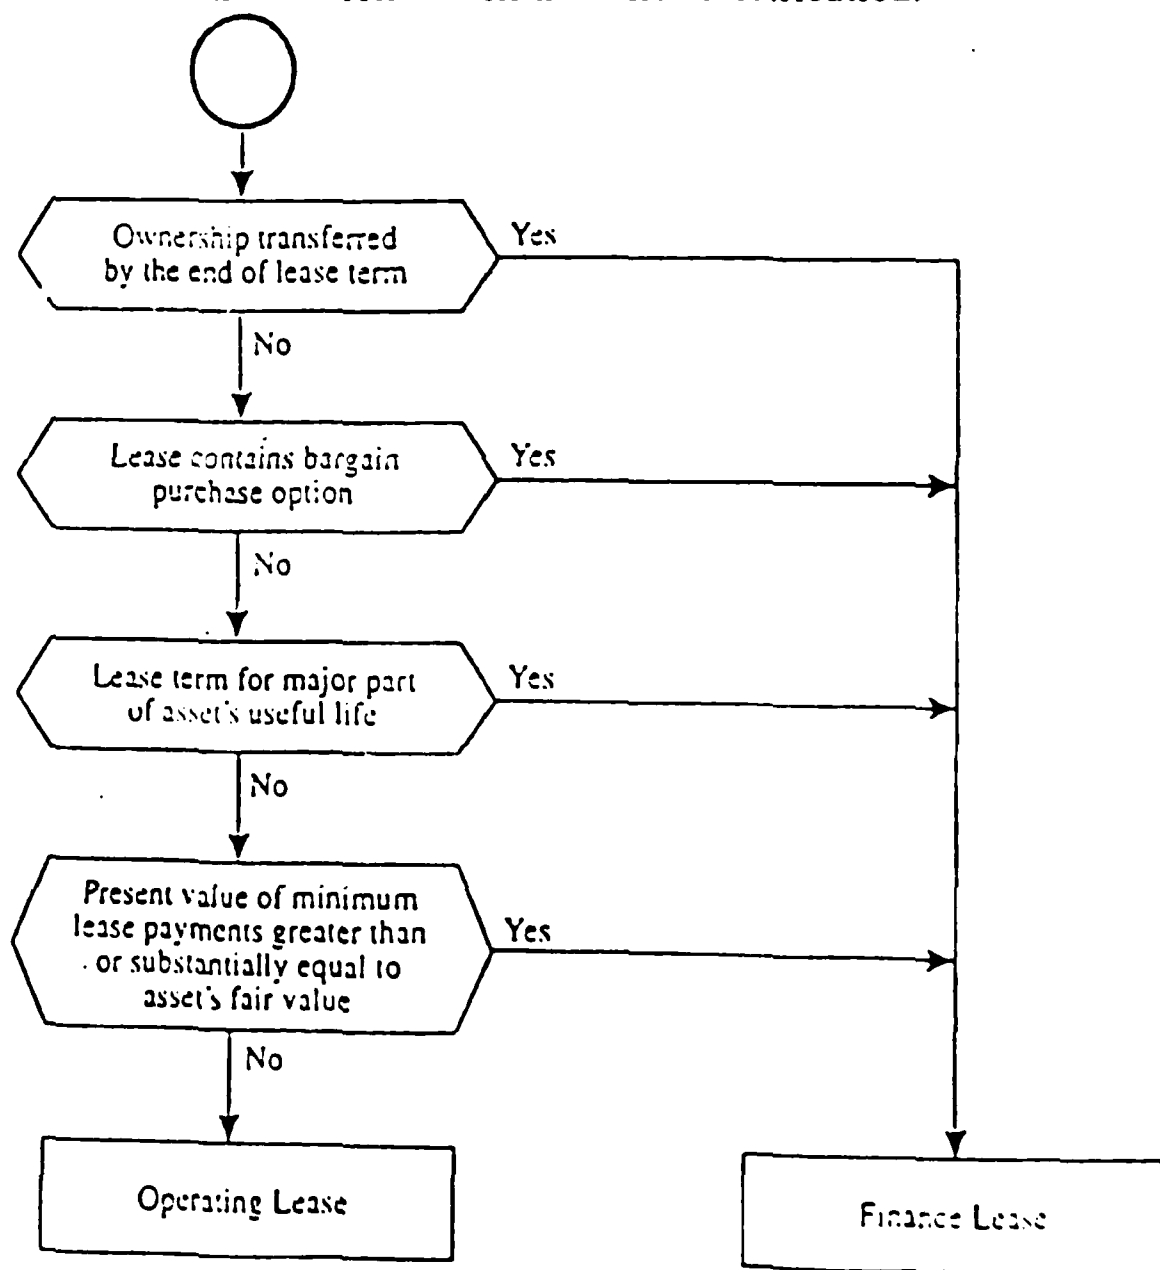 Ownership transferred
by the end of lease term
Yes
No
Lease contains bargain
purchase option
Yes
No
Lease term for major part
of asset's useful life
Yes
No
Present value of minimum
lease payments greater than
or substantially equal to
asset's fair value
Yes
No
Operating Lease
Finance Lease